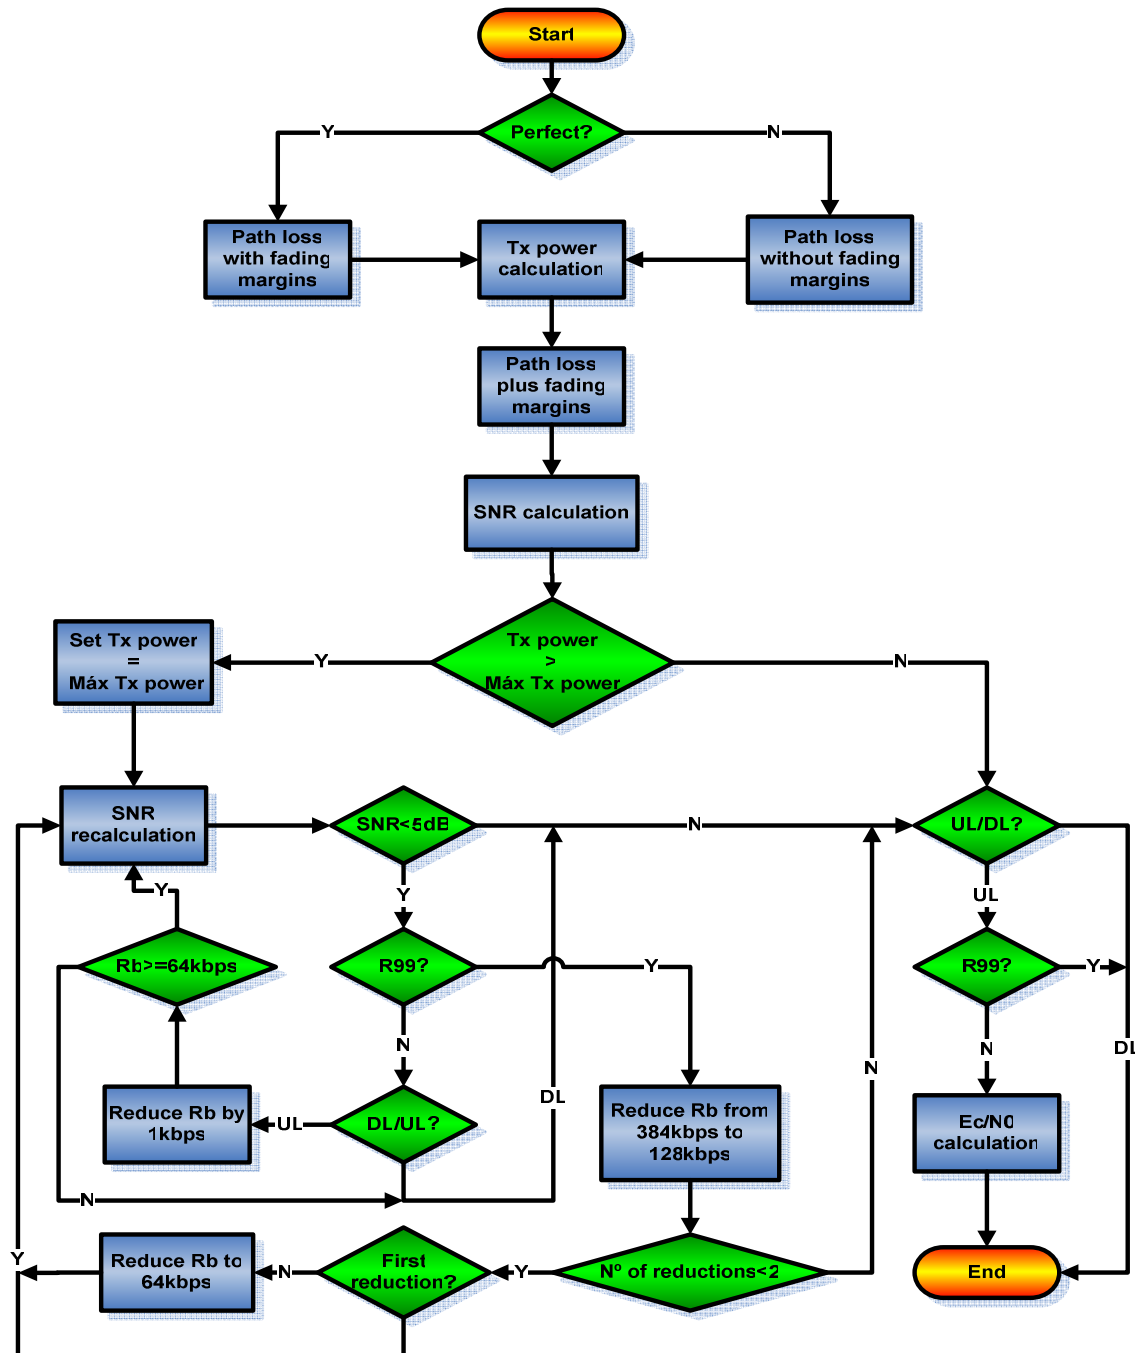 Start
Perfect?
Y
N
Path loss
with fading
margins
Tx power
calculation
Path loss
without fading
margins
Path loss
plus fading
margins
SNR calculation
Tx power
>
Máx Tx power
Y
N
Set Tx power
=
Máx Tx power
SNR
recalculation
SNR<5dB
N
UL/DL?
Y
Y
UL
Rb>=64kbps
R99?
Y
R99?
Y
N
N
DL
N
DL
Reduce Rb by
1kbps
UL
DL/UL?
Reduce Rb from
384kbps to
128kbps
Ec/N0
calculation
N
Y
Reduce Rb to
64kbps
N
First
reduction?
Y
Nº of reductions<2
End